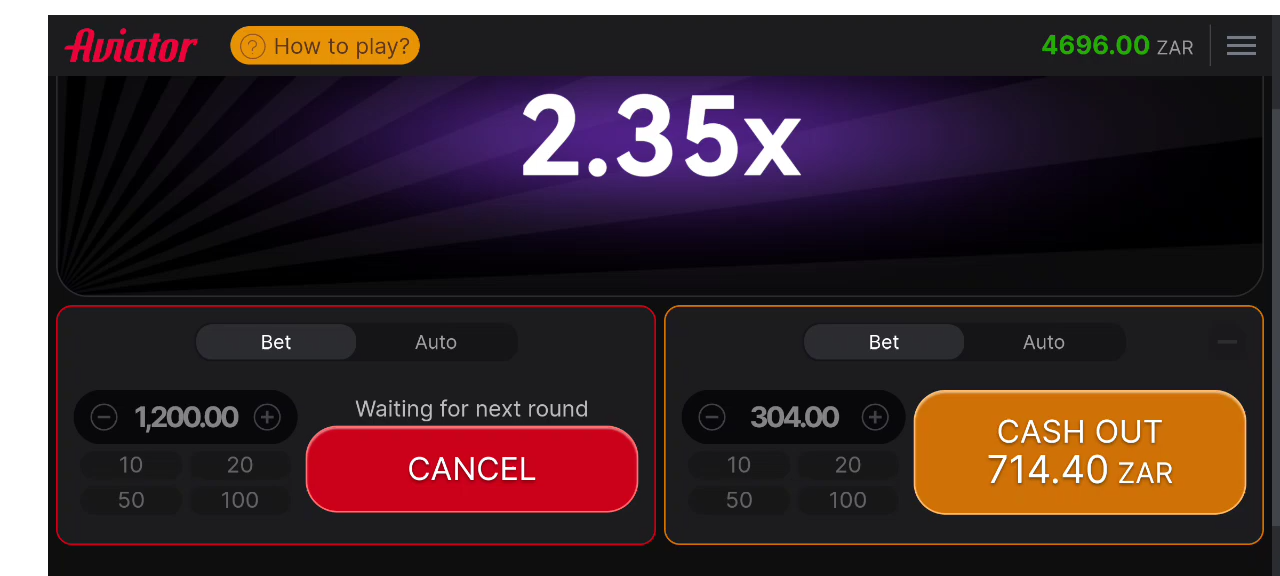 Aviator
? How to play?
4696.00 ZAR
2.35x
Bet Auto
1,200.00
Waiting for next round
CANCEL
10 20
50 100
Bet Auto
304.00
CASH OUT
714.40 ZAR
10 20
50 100